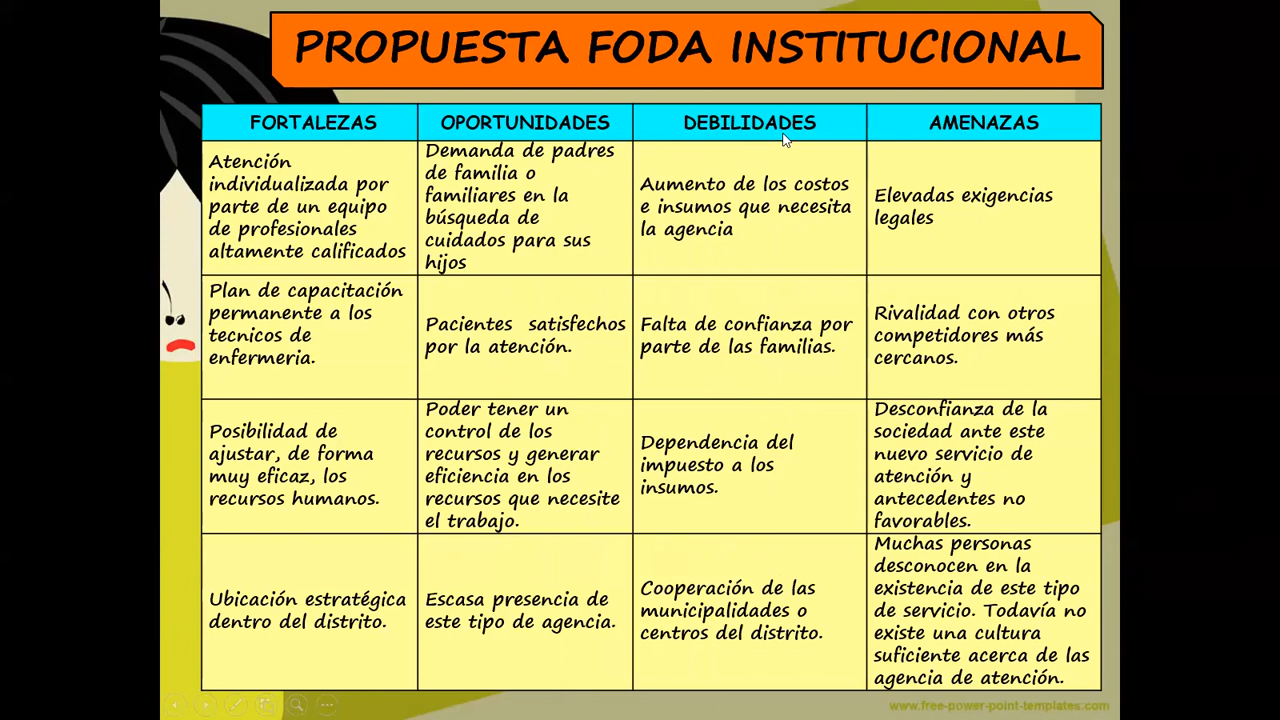 PROPUESTA FODA INSTITUCIONAL
FORTALEZAS
OPORTUNIDADES
DEBILIDADES
AMENAZAS
Atención
individualizada por
parte de un equipo
de profesionales
altamente calificados
Demanda de padres
de familia o
familiares en la
búsqueda de
cuidados para sus
hijos
Aumento de los costos
e insumos que necesita
la agencia
Elevadas exigencias
legales
Plan de capacitación
permanente a los
tecnicos de
enfermeria.
Pacientes satisfechos
por la atención.
Falta de confianza por
parte de las familias.
Rivalidad con otros
competidores más
cercanos.
Posibilidad de
ajustar, de forma
muy eficaz, los
recursos humanos.
Poder tener un
control de los
recursos y generar
eficiencia en los
recursos que necesite
el trabajo.
Dependencia del
impuesto a los
insumos.
Desconfianza de la
sociedad ante este
nuevo servicio de
atención y
antecedentes no
favorables.
Ubicación estratégica
dentro del distrito.
Escasa presencia de
este tipo de agencia.
Cooperación de las
municipalidades o
centros del distrito.
Muchas personas
desconocen en la
existencia de este tipo
de servicio. Todavía no
existe una cultura
suficiente acerca de las
agencia de atención.
www.free-power-point-templates.com